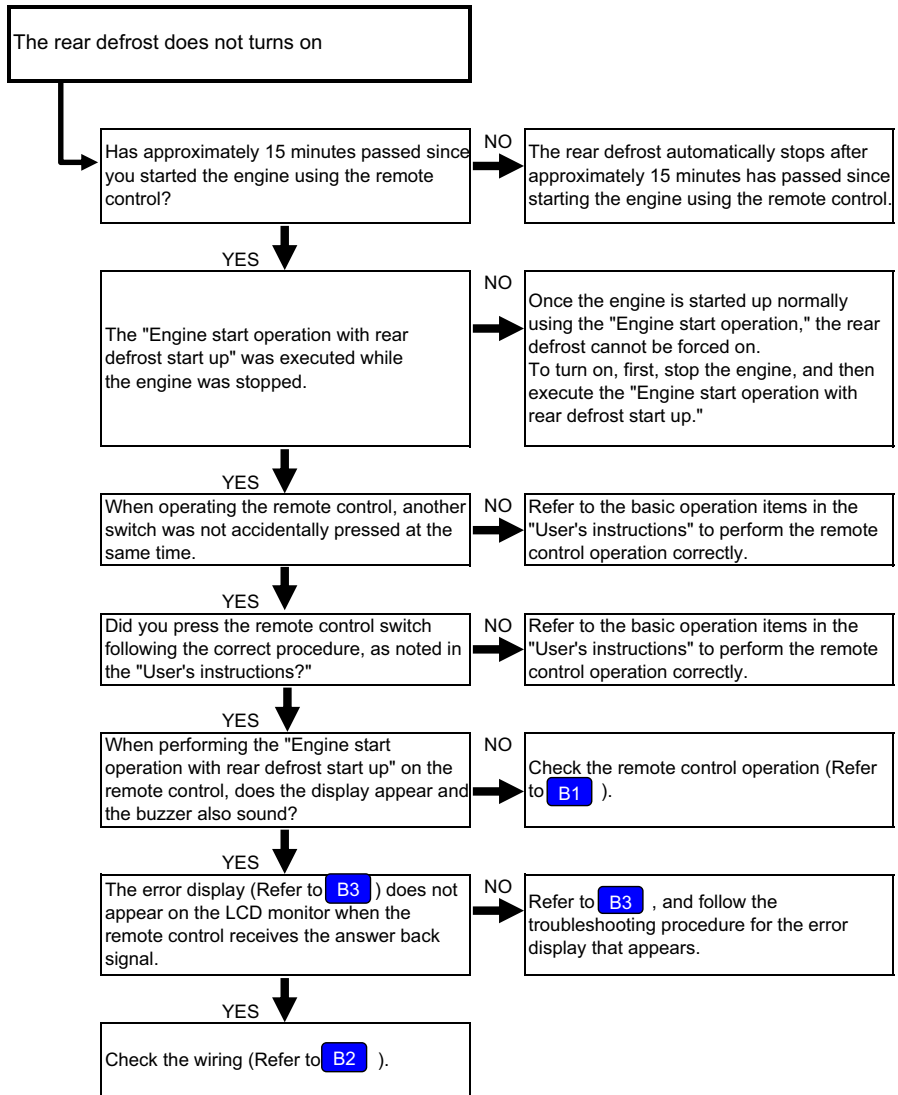 The rear defrost does not turns on
Has approximately 15 minutes passed since
you started the engine using the remote
control?
NO
The rear defrost automatically stops after
approximately 15 minutes has passed since
starting the engine using the remote control.
YES
The "Engine start operation with rear
defrost start up" was executed while
the engine was stopped.
NO
Once the engine is started up normally
using the "Engine start operation," the rear
defrost cannot be forced on.
To turn on, first, stop the engine, and then
execute the "Engine start operation with
rear defrost start up."
YES
When operating the remote control, another
switch was not accidentally pressed at the
same time.
NO
Refer to the basic operation items in the
"User's instructions" to perform the remote
control operation correctly.
YES
Did you press the remote control switch
following the correct procedure, as noted in
the "User's instructions?"
NO
Refer to the basic operation items in the
"User's instructions" to perform the remote
control operation correctly.
YES
When performing the "Engine start
operation with rear defrost start up" on the
remote control, does the display appear and
the buzzer also sound?
NO
Check the remote control operation (Refer
to B1 ).
YES
The error display (Refer to B3 ) does not
appear on the LCD monitor when the
remote control receives the answer back
signal.
NO
Refer to B3 , and follow the
troubleshooting procedure for the error
display that appears.
YES
Check the wiring (Refer to B2 ).